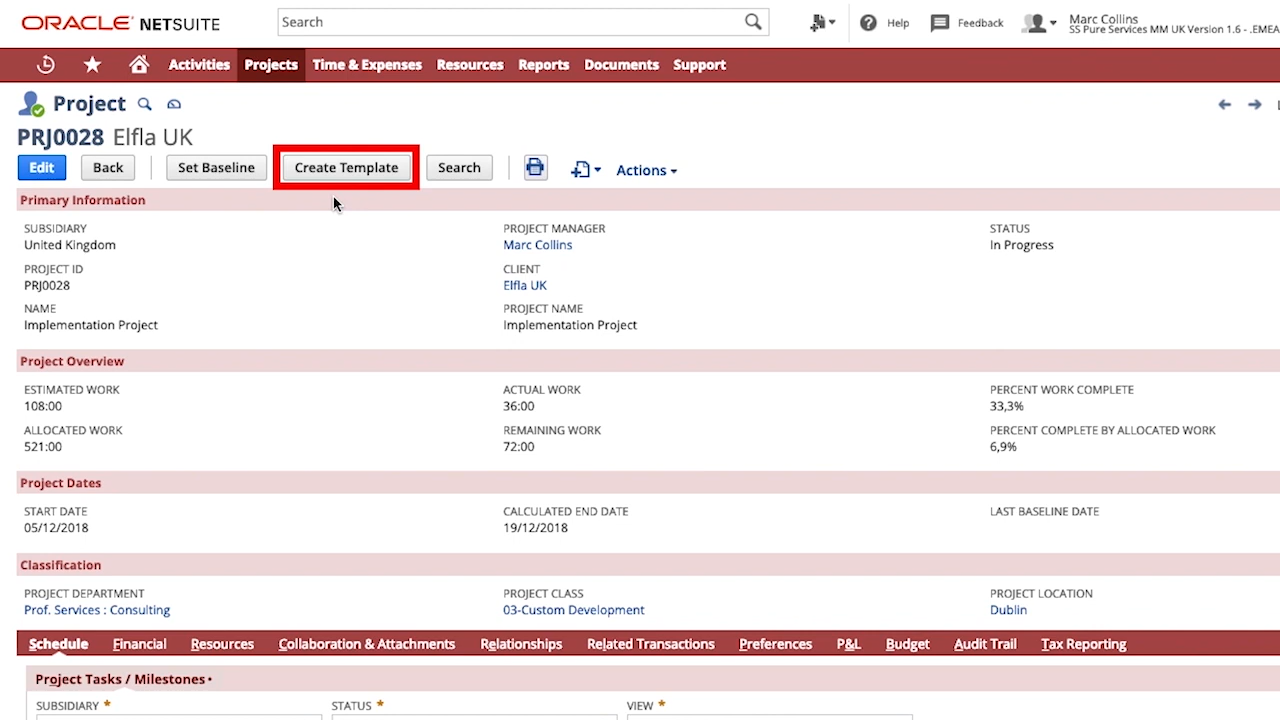 ORACLE NETSUITE
Search
Help
Feedback
Marc Collins
SS Pure Services MM UK Version 1.6 - .EMEA
Activities
Projects
Time & Expenses
Resources
Reports
Documents
Support
Project
PRJ0028 Elfla UK
Edit
Back
Set Baseline
Create Template
Search
Actions
Primary Information
SUBSIDIARY
United Kingdom
PROJECT MANAGER
Marc Collins
STATUS
In Progress
PROJECT ID
PRJ0028
CLIENT
Elfla UK
NAME
Implementation Project
PROJECT NAME
Implementation Project
Project Overview
ESTIMATED WORK
108:00
ACTUAL WORK
36:00
PERCENT WORK COMPLETE
33,3%
ALLOCATED WORK
521:00
REMAINING WORK
72:00
PERCENT COMPLETE BY ALLOCATED WORK
6,9%
Project Dates
START DATE
05/12/2018
CALCULATED END DATE
19/12/2018
LAST BASELINE DATE
Classification
PROJECT DEPARTMENT
Prof. Services : Consulting
PROJECT CLASS
03-Custom Development
PROJECT LOCATION
Dublin
Schedule
Financial
Resources
Collaboration & Attachments
Relationships
Related Transactions
Preferences
P&L
Budget
Audit Trail
Tax Reporting
Project Tasks / Milestones •
SUBSIDIARY *
STATUS *
VIEW *